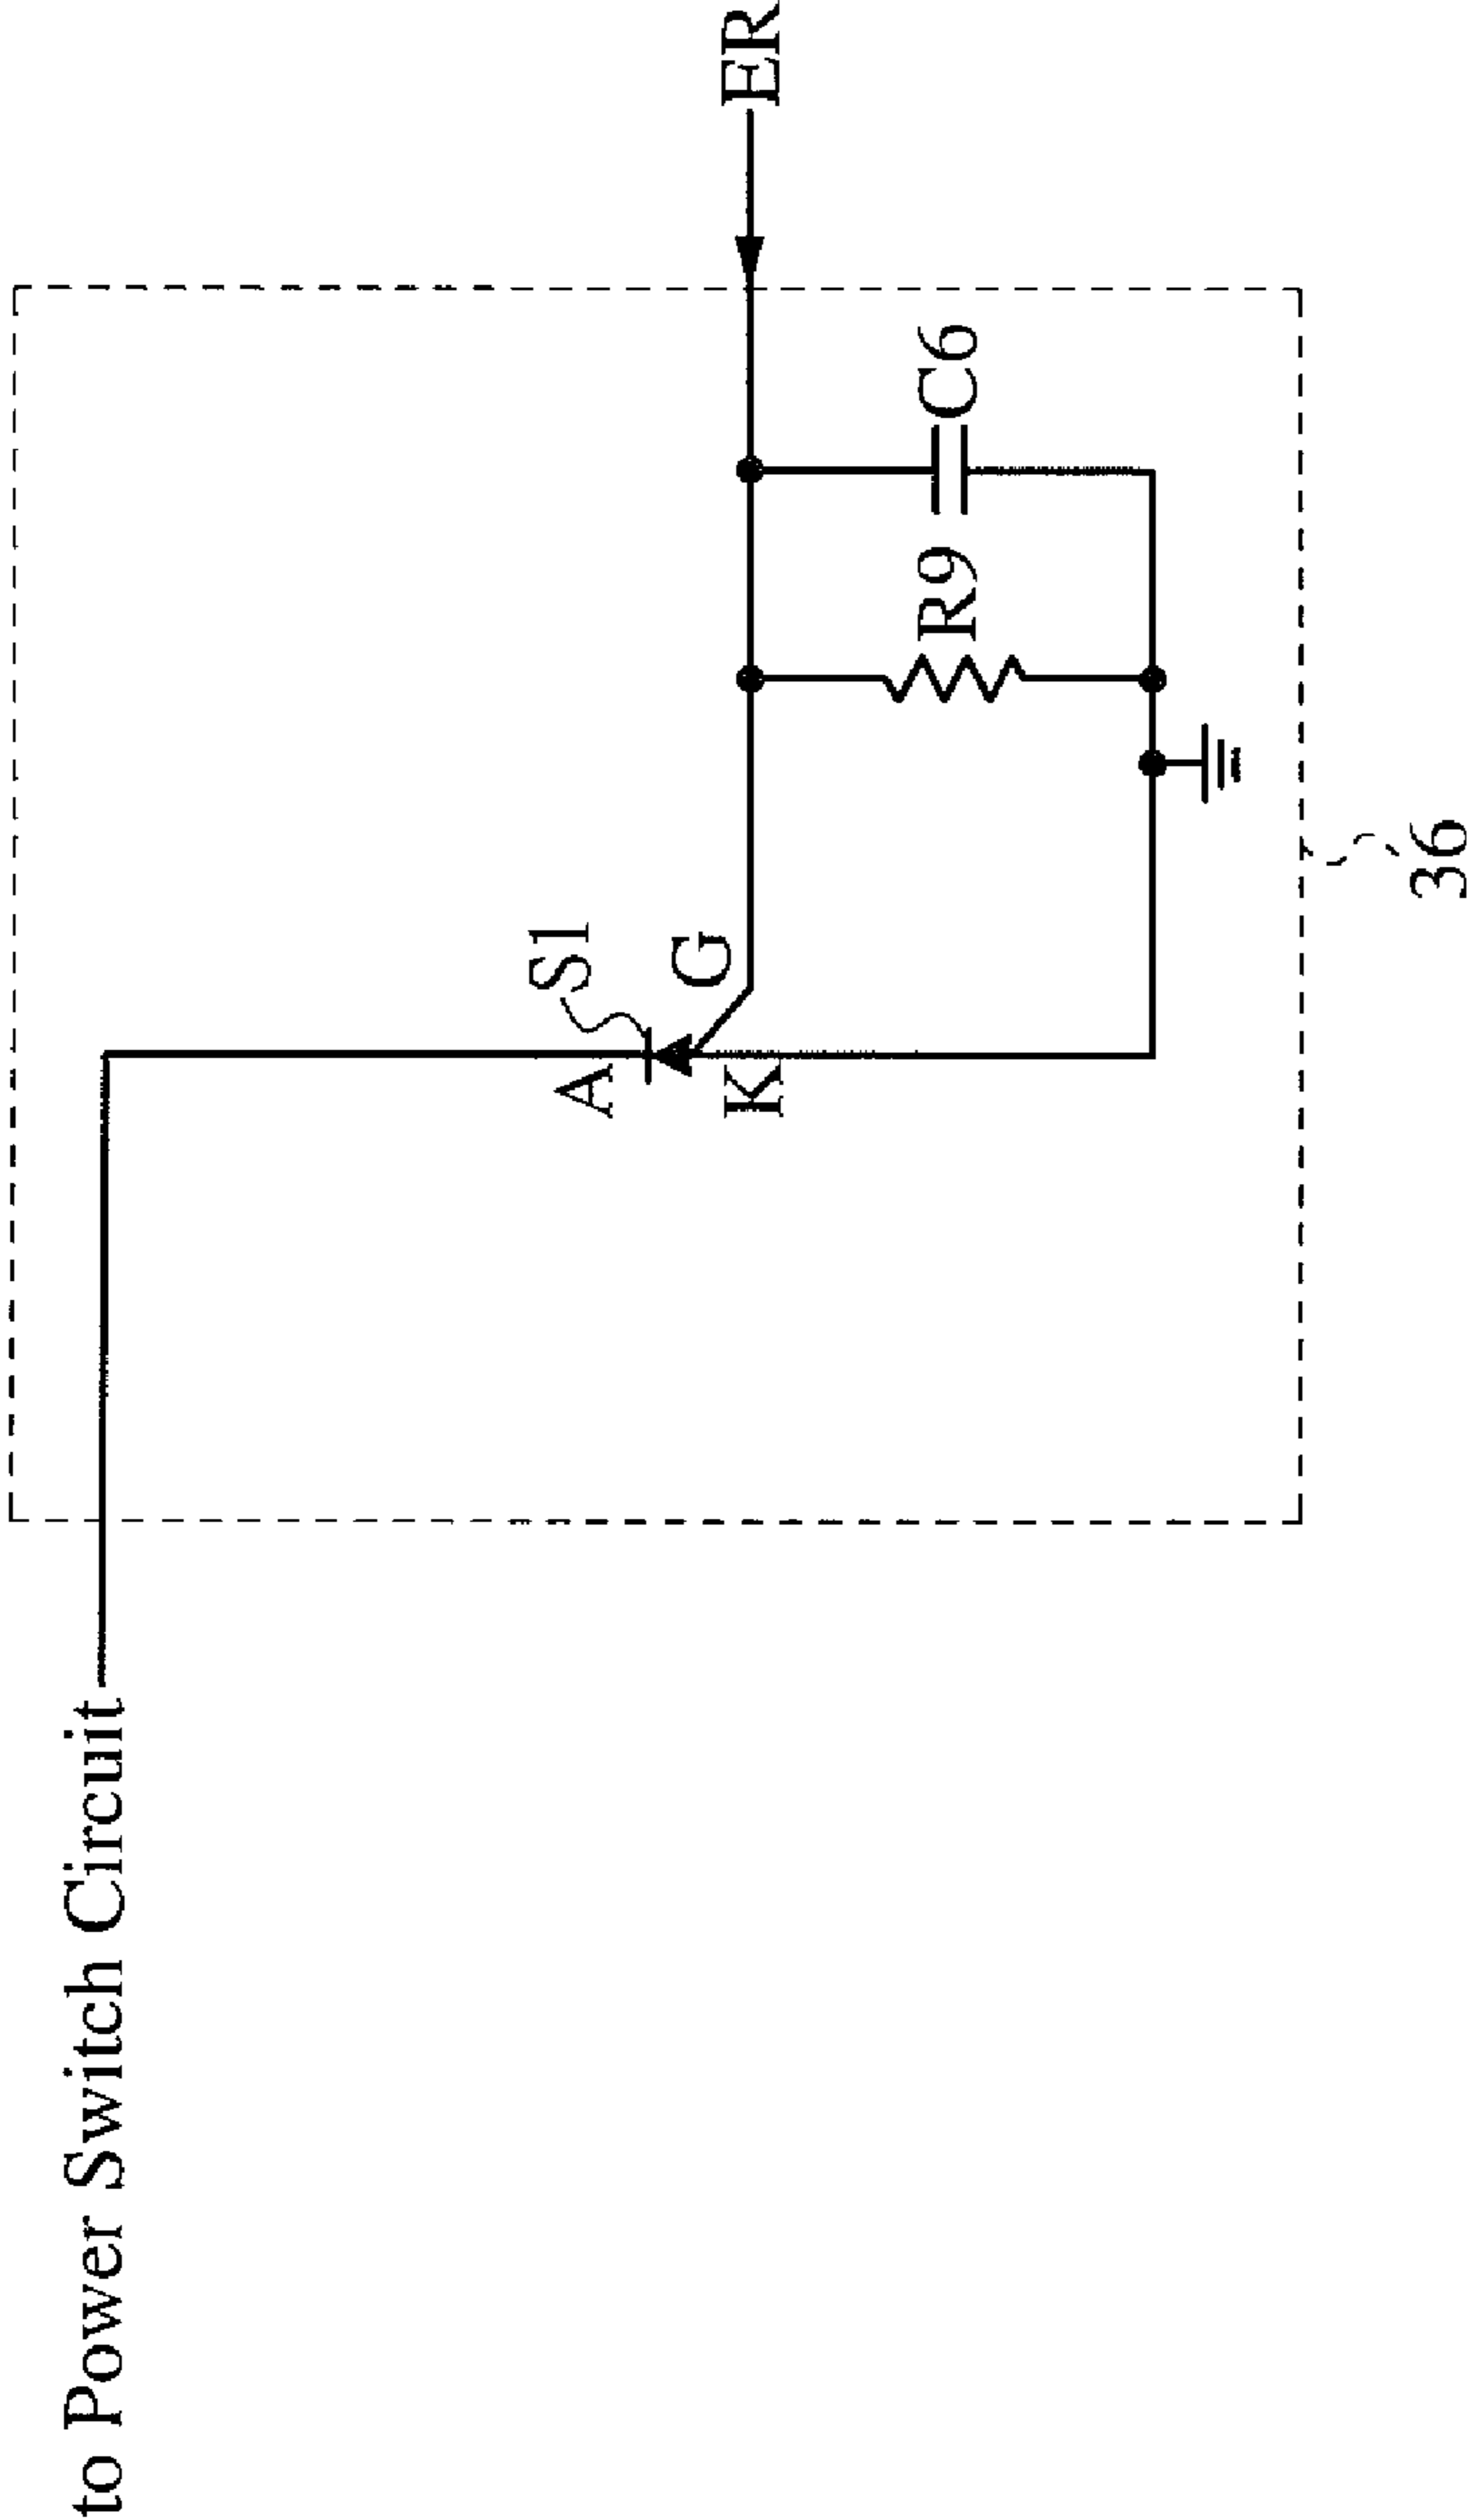 to Power Switch Circuit
A
S1
G
K
R9
C6
ER
36